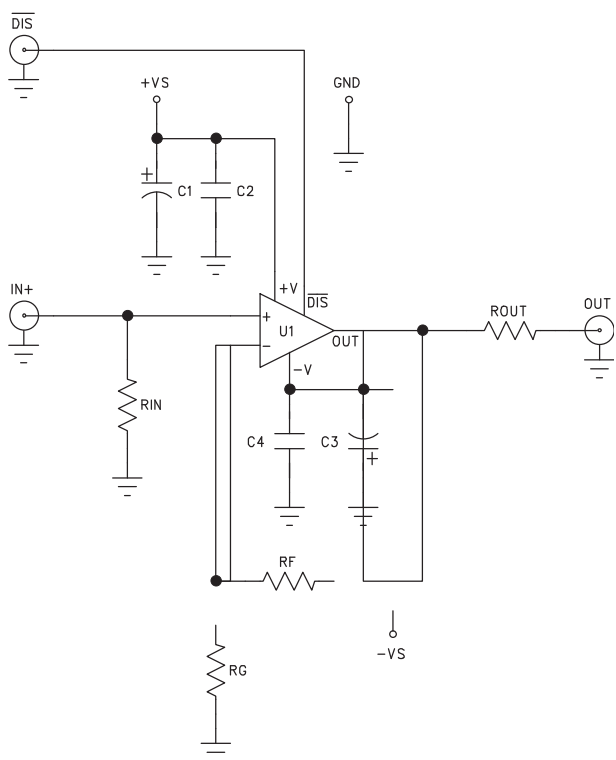 DIS
+VS
GND
+
C1
C2
IN+
+V
DIS
OUT
ROUT
+
U1
−
OUT
-V
RIN
C4
C3
+
RF
-VS
RG